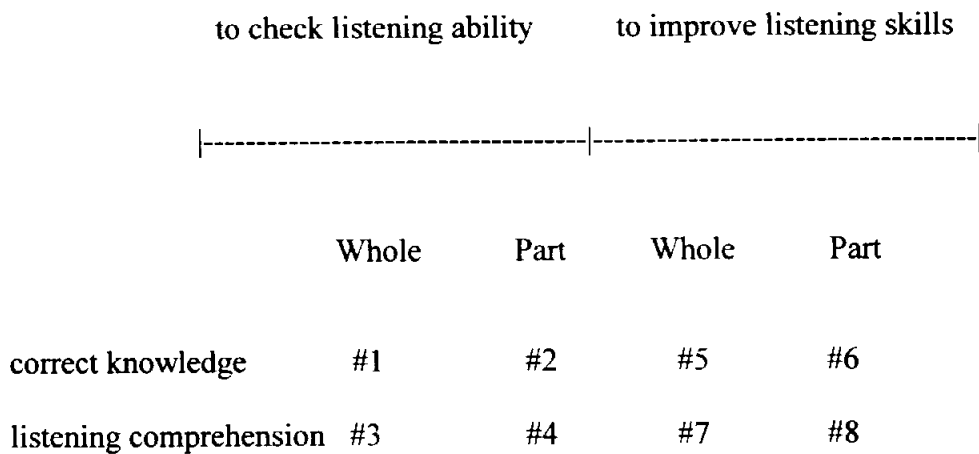 to check listening ability to improve listening skills
|--------------------------------------------|--------------------------------------------|
Whole Part Whole Part
correct knowledge #1 #2 #5 #6
listening comprehension #3 #4 #7 #8